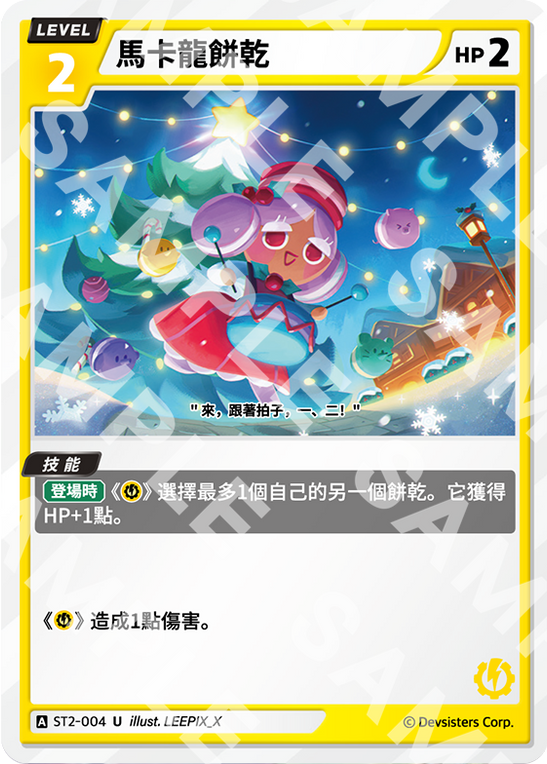 LEVEL
2
馬卡龍餅乾
HP 2
"來，跟著拍子，一、二！"
技能
登場時《》選擇最多1個自己的另一個餅乾。它獲得
HP+1點。
《》造成1點傷害。
A ST2-004 U illust. LEEPIX_X
© Devsisters Corp.
SAMPLE